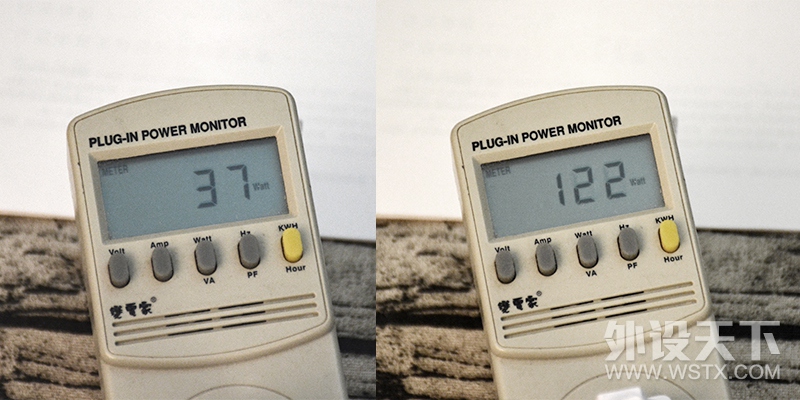 PLUG-IN POWER MONITOR
METER
37 Watt
Volt Amp Watt Hz KWH
VA PF Hour
PLUG-IN POWER MONITOR
METER
122 Watt
Volt Amp Watt Hz KWH
VA PF Hour
外设天下
WWW.WSTX.COM